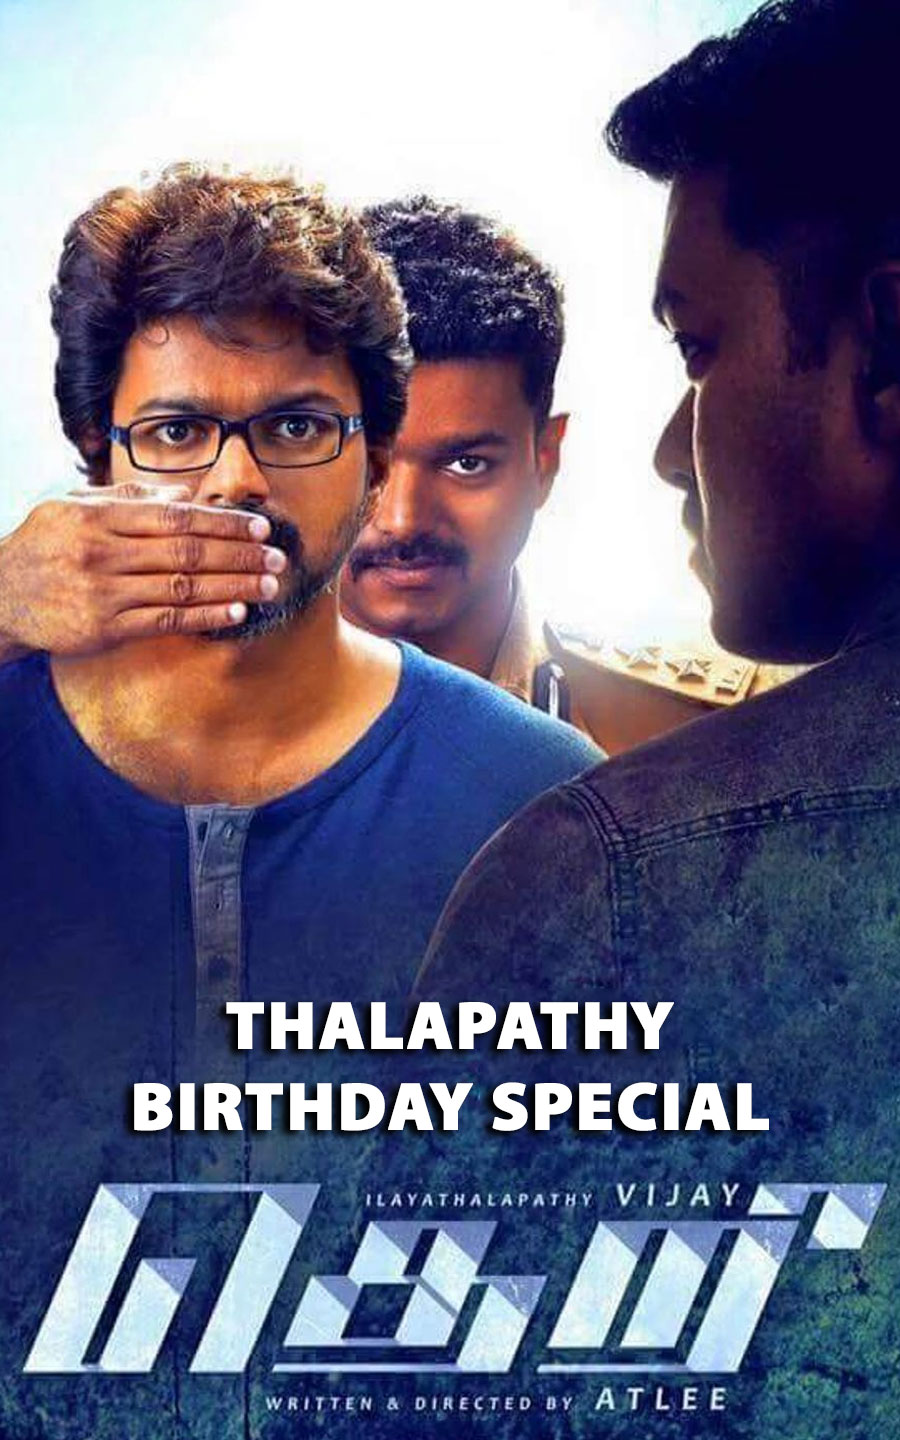 THALAPATHY
BIRTHDAY SPECIAL
ILAYATHALAPATHY VIJAY
தெறி
WRITTEN & DIRECTED BY ATLEE